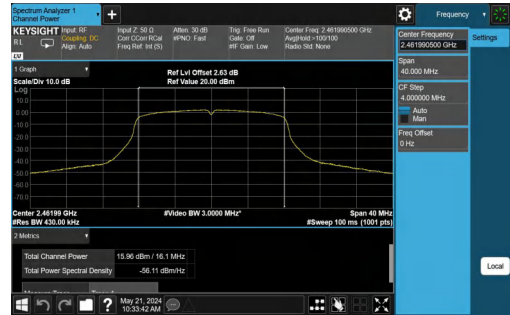 Spectrum Analyzer 1
Channel Power
+
Frequency
KEYSIGHT
RL
Input: RF
Coupling: DC
Align: Auto
Input Z: 50 Ω
Corr CCorr RCal
Freq Ref: Int (S)
Atten: 30 dB
#PNO: Fast
Trig: Free Run
Gate: Off
#IF Gain: Low
Center Freq: 2.461990500 GHz
Avg|Hold:>100/100
Radio Std: None
LXI
Center Frequency
2.461990500 GHz
Settings
Span
40.000 MHz
CF Step
4.000000 MHz
Auto
Man
Freq Offset
0 Hz
1 Graph
Scale/Div 10.0 dB
Ref Lvl Offset 2.63 dB
Ref Value 20.00 dBm
Log
10.0
0.00
-10.0
-20.0
-30.0
-40.0
-50.0
-60.0
-70.0
Center 2.46199 GHz
#Res BW 430.00 kHz
#Video BW 3.0000 MHz*
Span 40 MHz
#Sweep 100 ms (1001 pts)
2 Metrics
Total Channel Power 15.96 dBm / 16.1 MHz
Total Power Spectral Density -56.11 dBm/Hz
Local
?
May 21, 2024
10:33:42 AM